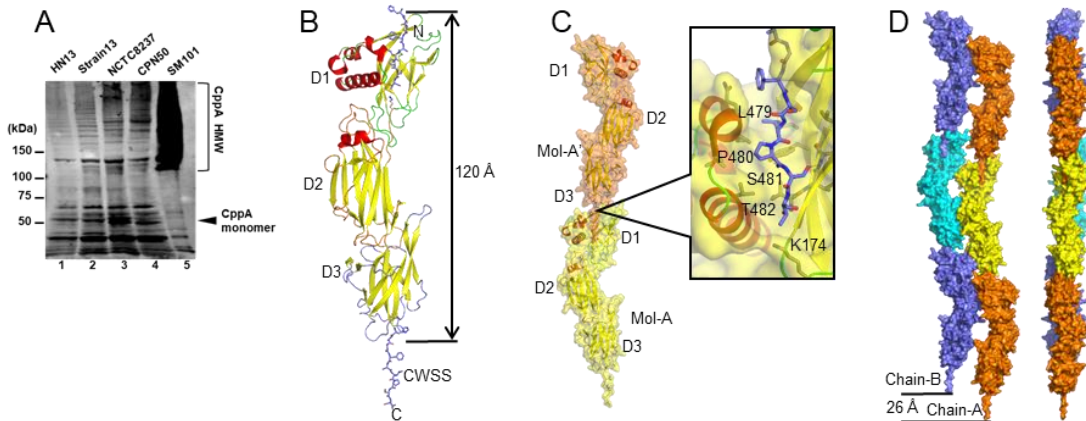 A
HN13
Strain13
NCTC8237
CPN50
SM101
(kDa)
150
100
75
50
CppA HMW
CppA monomer
1 2 3 4 5
B
N
D1
D2
D3
120 Å
CWSS
C
C
D1
D2
Mol-A'
D3
D1
D2
Mol-A
D3
L479
P480
S481
T482
K174
D
Chain-B
26 Å
Chain-A